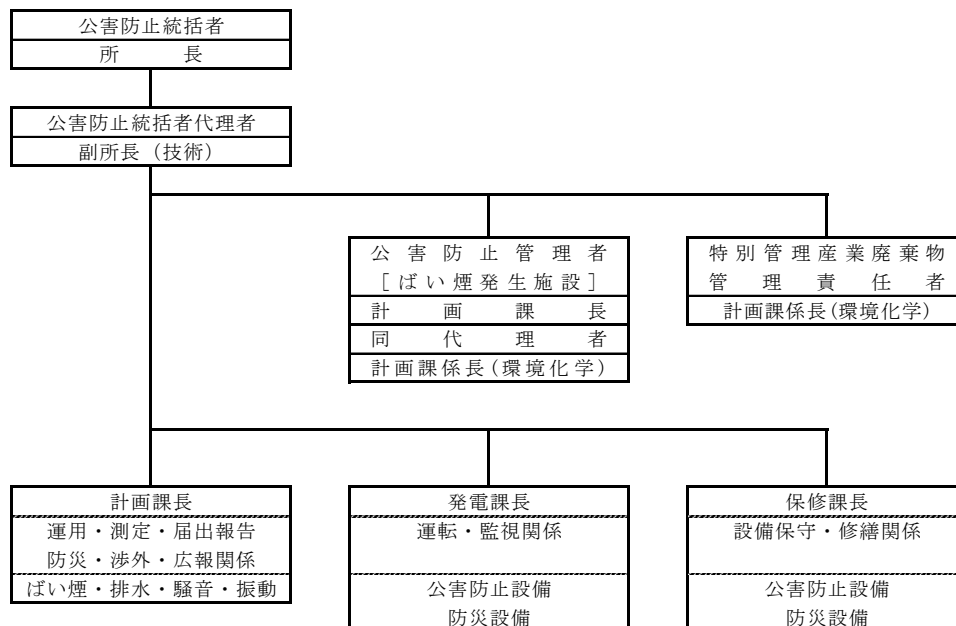 公害防止統括者
所長
公害防止統括者代理者
副所長（技術）
公害防止管理者
［ばい煙発生施設］
計画課長
同代理者
計画課係長(環境化学)
特別管理産業廃棄物
管理責任者
計画課係長(環境化学)
計画課長
運用・測定・届出報告
防災・渉外・広報関係
ばい煙・排水・騒音・振動
発電課長
運転・監視関係
公害防止設備
防災設備
保修課長
設備保守・修繕関係
公害防止設備
防災設備